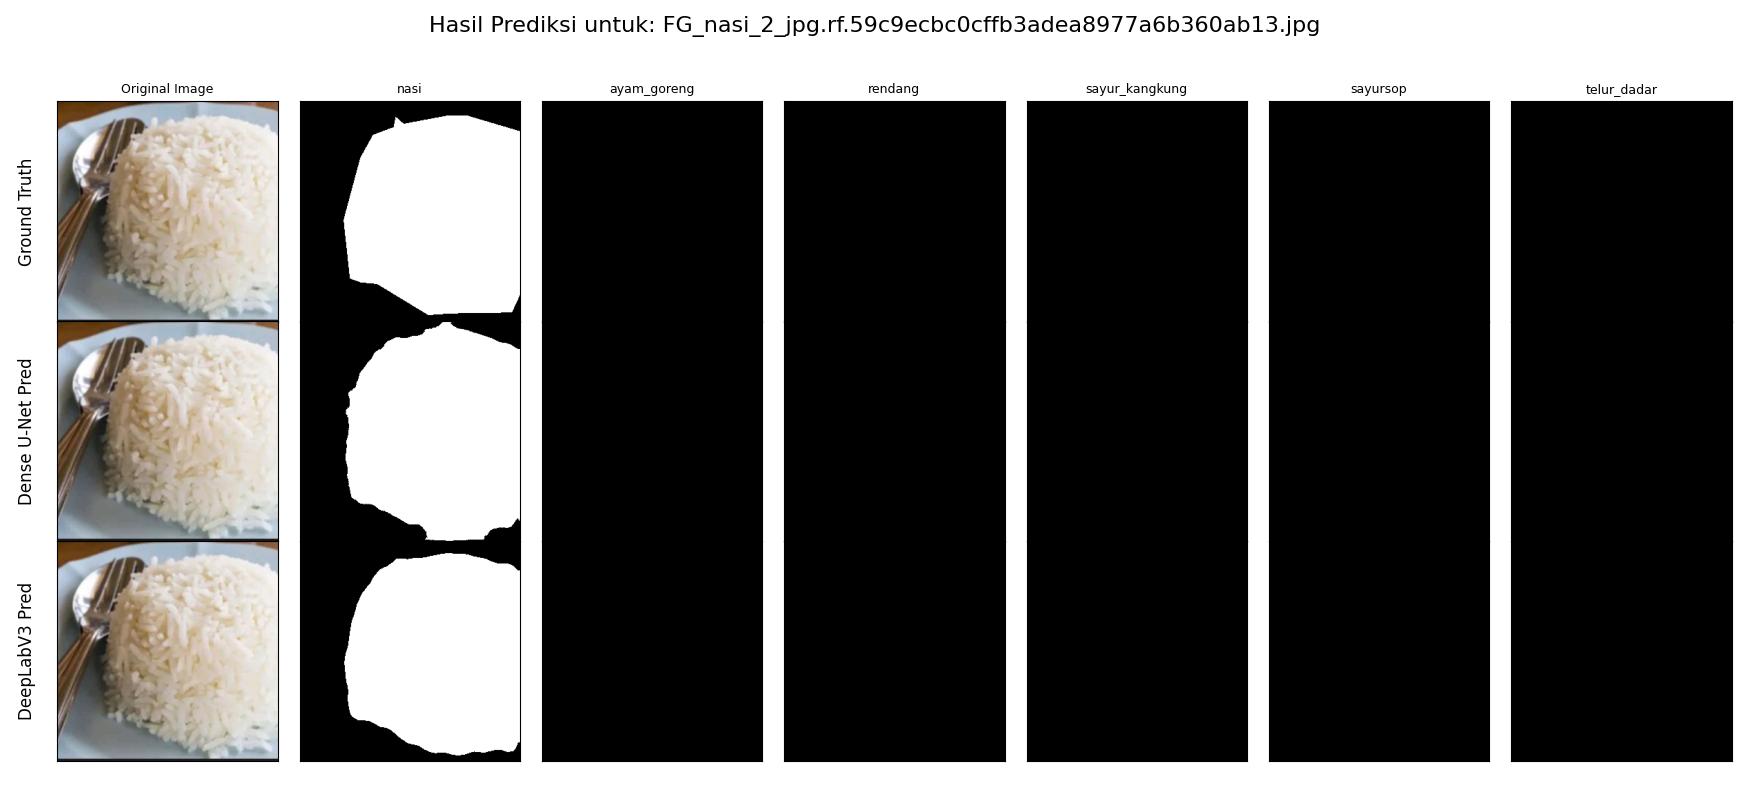 Hasil Prediksi untuk: FG_nasi_2_jpg.rf.59c9ecbc0cffb3adea8977a6b360ab13.jpg
Original Image
nasi
ayam_goreng
rendang
sayur_kangkung
sayursop
telur_dadar
Ground Truth
Dense U-Net Pred
DeepLabV3 Pred